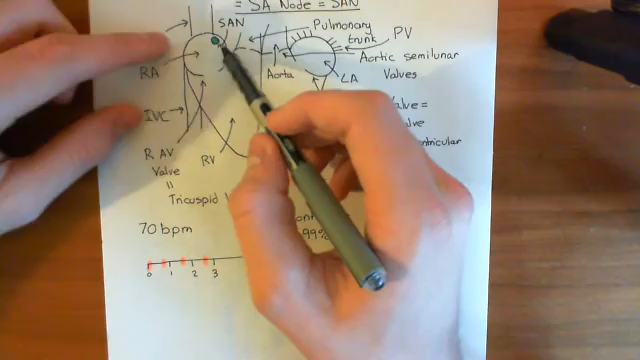 = SA Node = SAN
SAN
Pulmonary
trunk
PV
Aortic semilunar
Valves
RA
Aorta
LA
IVC
R AV
Valve
=
Tricuspid
RV
Valve =
70 bpm
99%
0 1 2 3